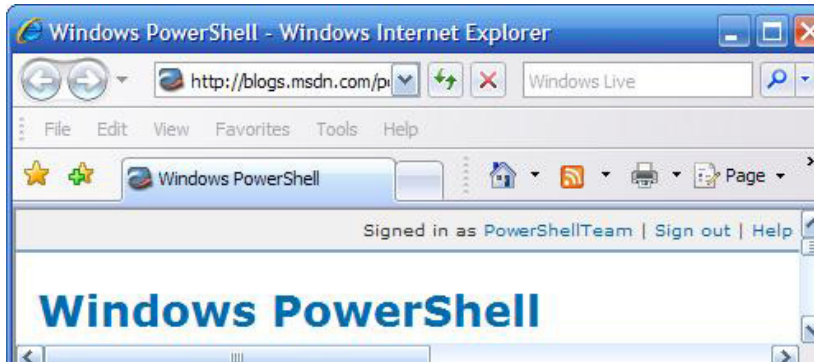 Windows PowerShell - Windows Internet Explorer
http://blogs.msdn.com/p Windows Live
File Edit View Favorites Tools Help
Windows PowerShell Page
Signed in as PowerShellTeam | Sign out | Help
Windows PowerShell